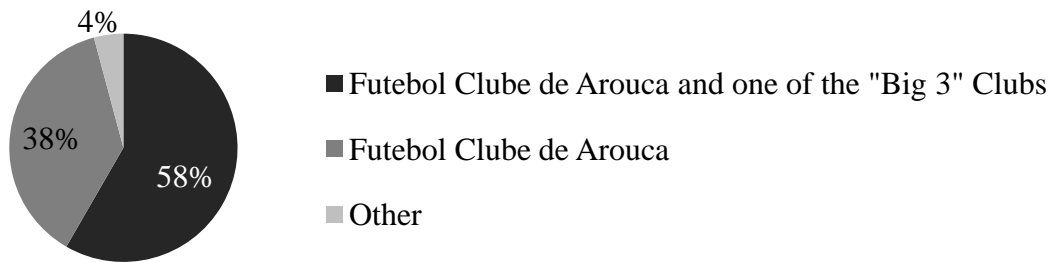 4%
38%
58%
Futebol Clube de Arouca and one of the "Big 3" Clubs
Futebol Clube de Arouca
Other